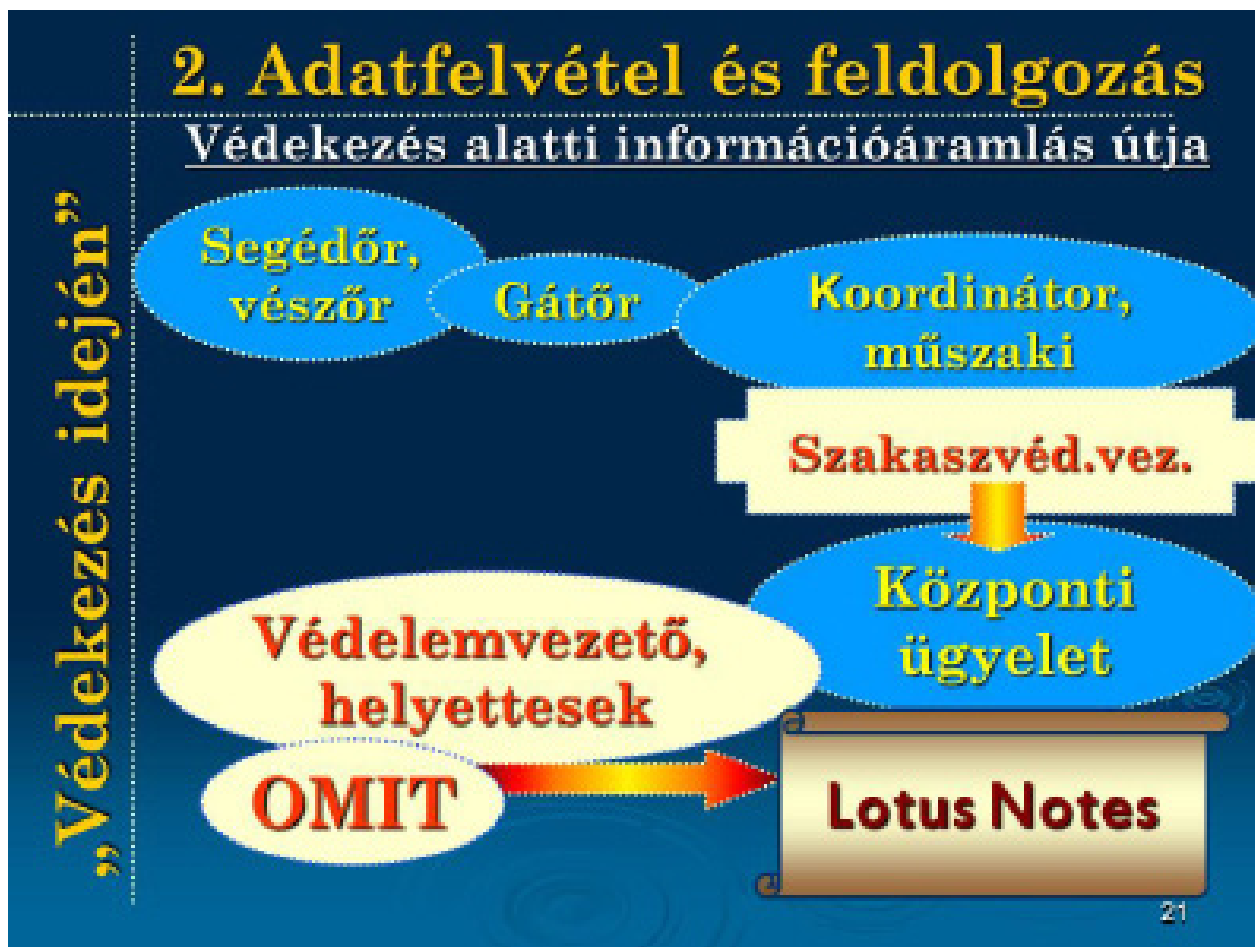 2. Adatfelvétel és feldolgozás
Védekezés alatti információáramlás útja
„Védekezés idején”
Segédőr,
vészőr
Gátőr
Koordinátor,
műszaki
Szakaszvéd.vez.
Központi
ügyelet
Védelemvezető,
helyettesek
OMIT
Lotus Notes
21